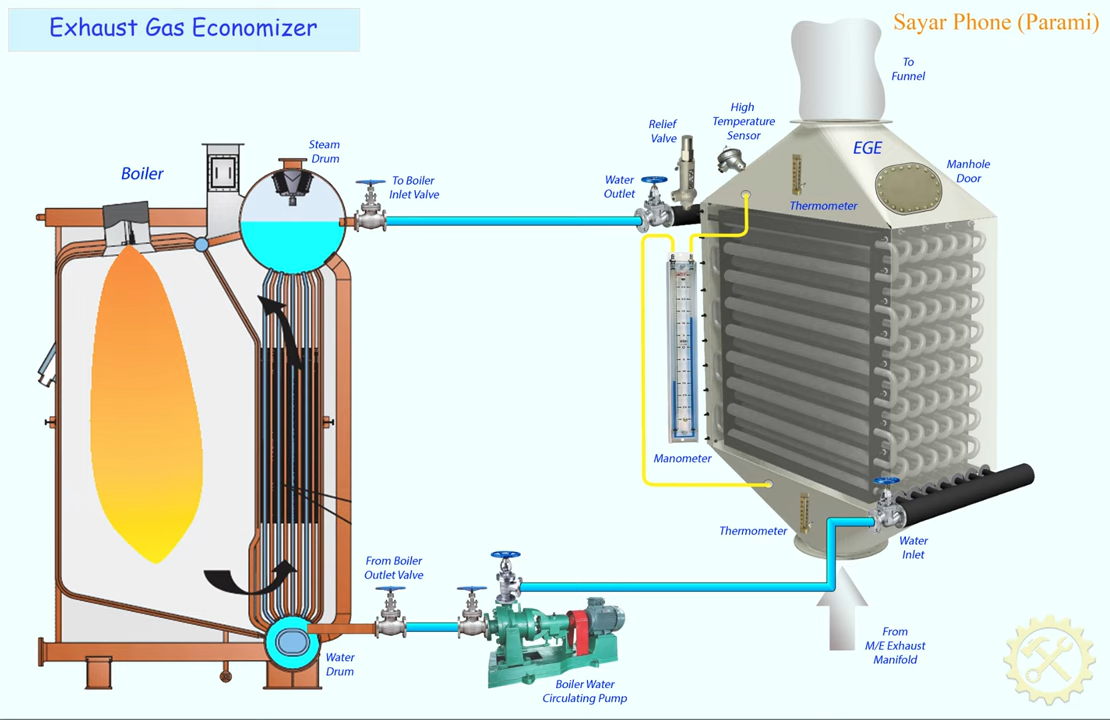 Exhaust Gas Economizer
Sayar Phone (Parami)
To
Funnel
High
Temperature
Sensor
Relief
Valve
EGE
Manhole
Door
Steam
Drum
Boiler
To Boiler
Inlet Valve
Water
Outlet
Thermometer
Manometer
Thermometer
Water
Inlet
From Boiler
Outlet Valve
From
M/E Exhaust
Manifold
Water
Drum
Boiler Water
Circulating Pump